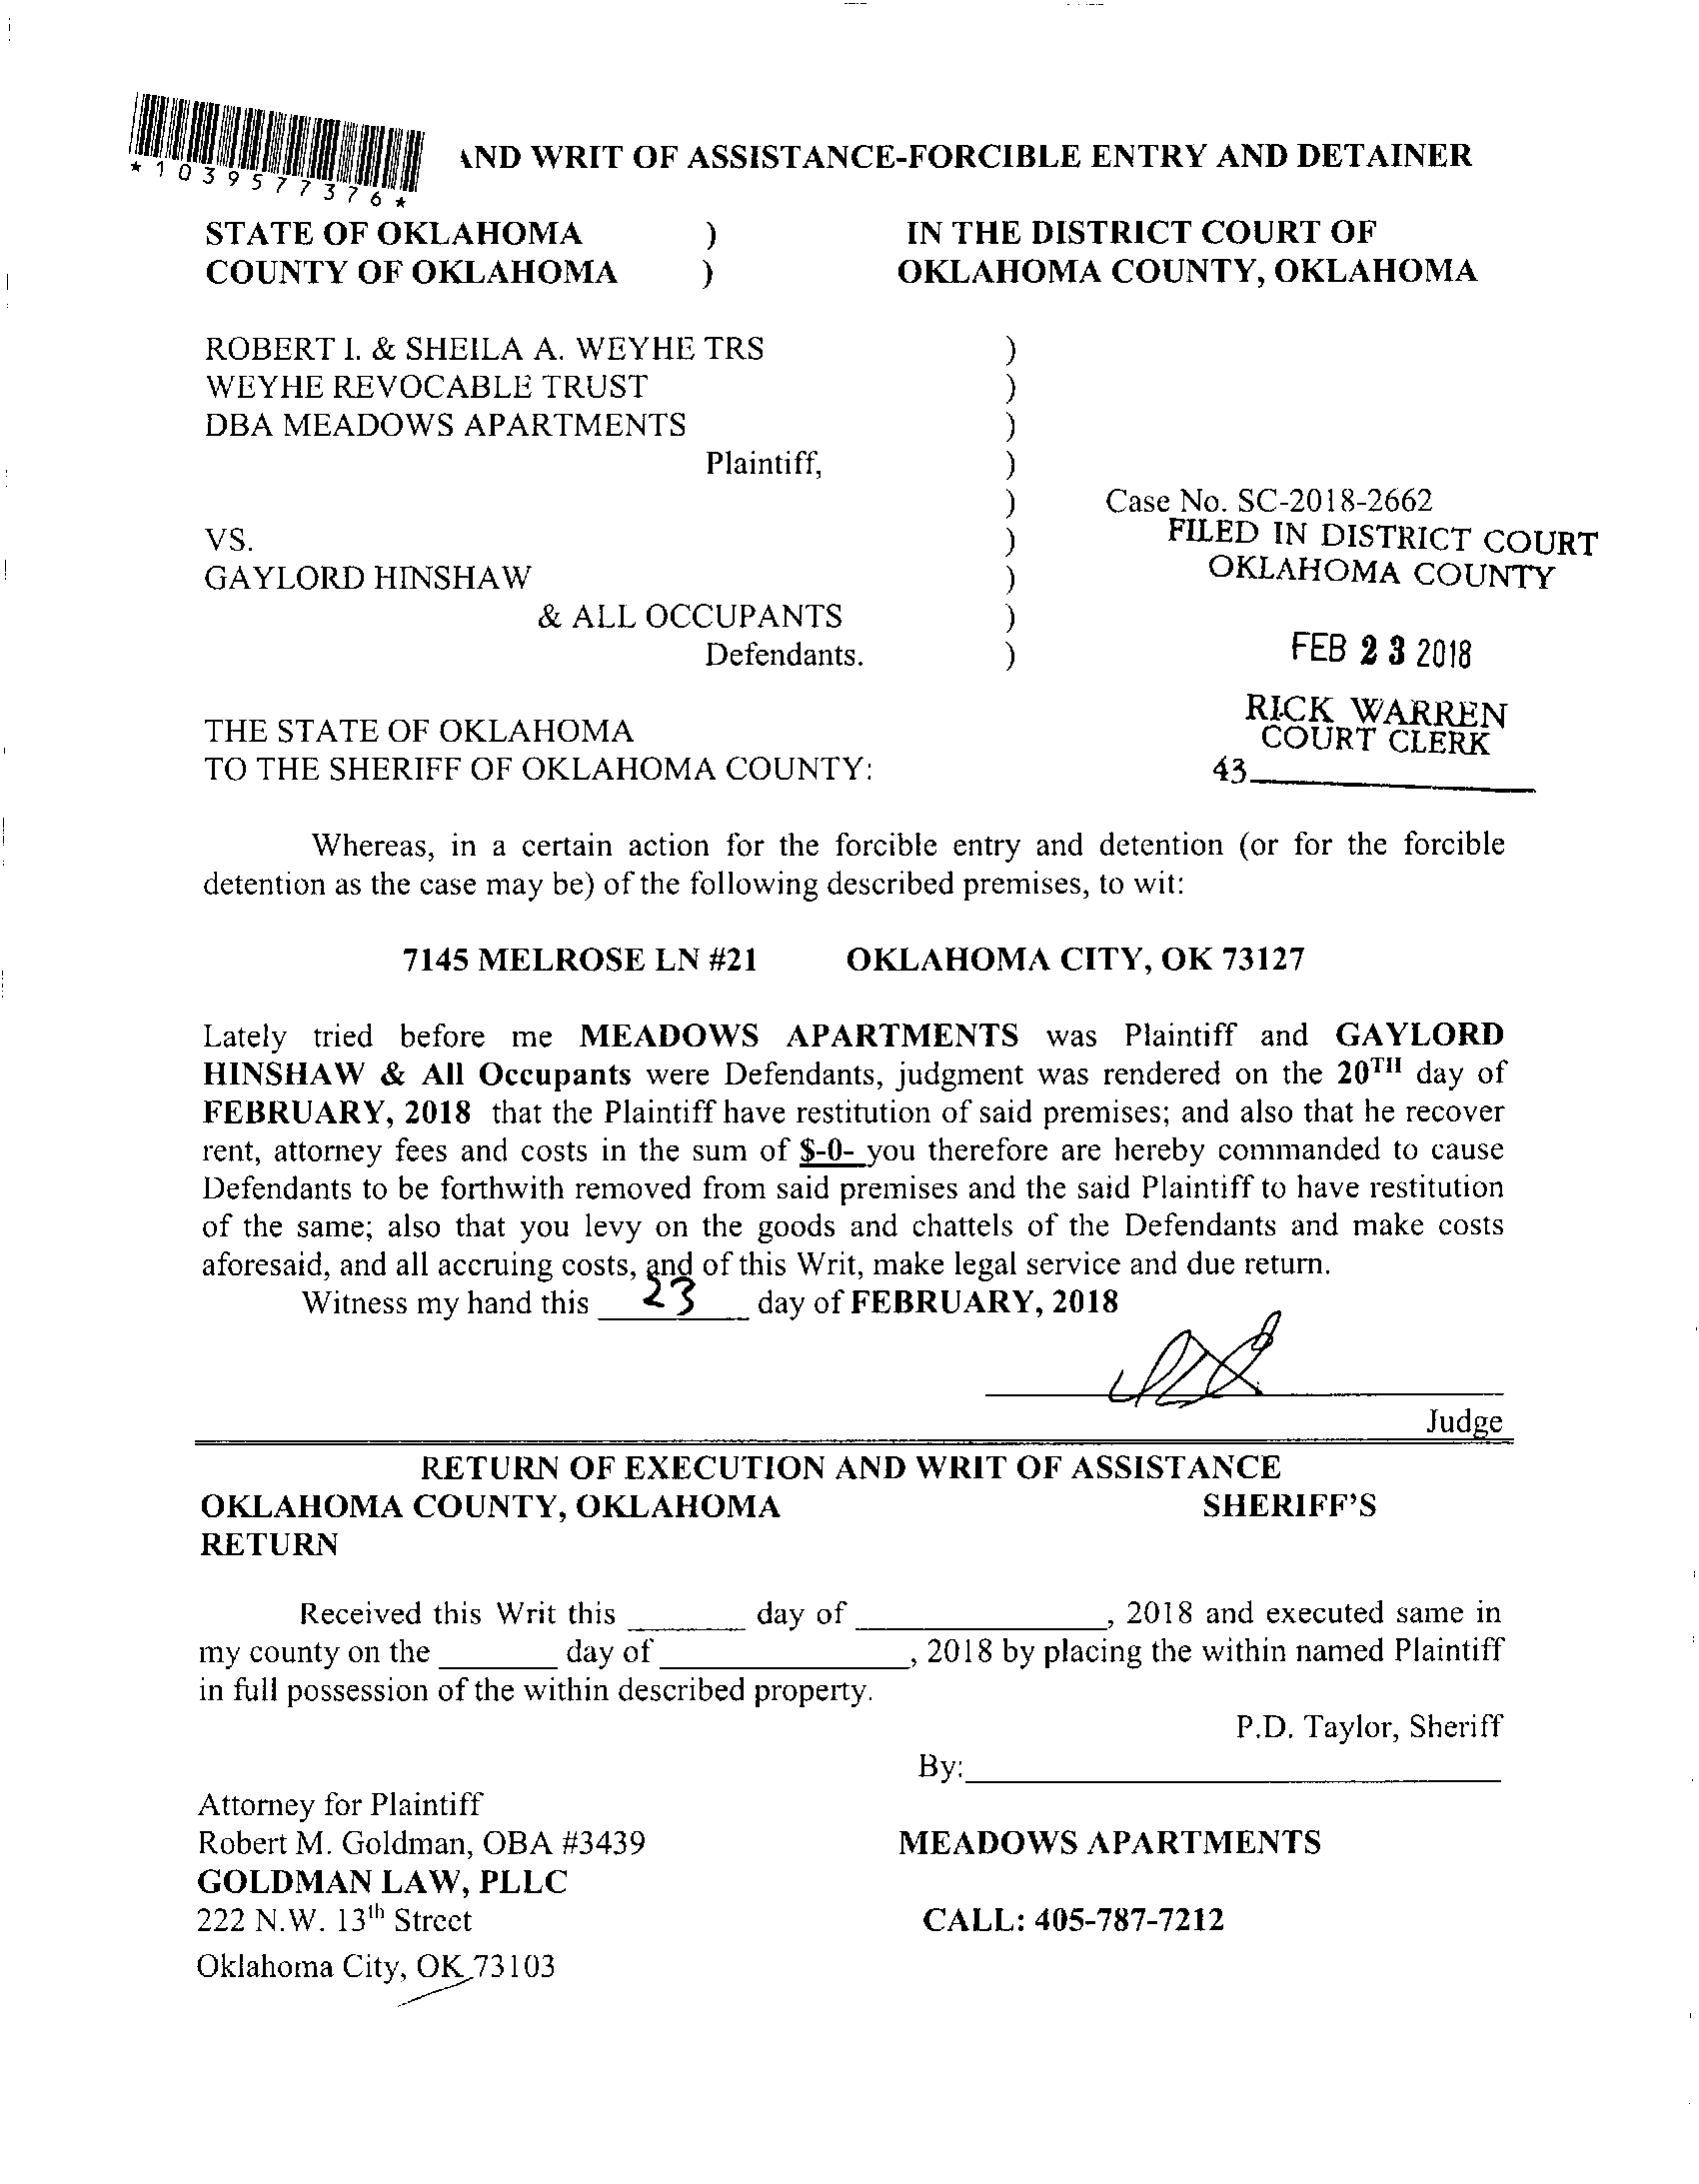 *1039577376*
AND WRIT OF ASSISTANCE-FORCIBLE ENTRY AND DETAINER
STATE OF OKLAHOMA ) IN THE DISTRICT COURT OF
COUNTY OF OKLAHOMA ) OKLAHOMA COUNTY, OKLAHOMA
ROBERT I. & SHEILA A. WEYHE TRS )
WEYHE REVOCABLE TRUST )
DBA MEADOWS APARTMENTS )
Plaintiff, )
) Case No. SC-2018-2662
VS. ) FILED IN DISTRICT COURT
GAYLORD HINSHAW ) OKLAHOMA COUNTY
& ALL OCCUPANTS )
Defendants. ) FEB 23 2018
RICK WARREN
THE STATE OF OKLAHOMA COURT CLERK
TO THE SHERIFF OF OKLAHOMA COUNTY: 43
Whereas, in a certain action for the forcible entry and detention (or for the forcible
detention as the case may be) of the following described premises, to wit:
7145 MELROSE LN #21 OKLAHOMA CITY, OK 73127
Lately tried before me MEADOWS APARTMENTS was Plaintiff and GAYLORD
HINSHAW & All Occupants were Defendants, judgment was rendered on the 20TH day of
FEBRUARY, 2018 that the Plaintiff have restitution of said premises; and also that he recover
rent, attorney fees and costs in the sum of $-0- you therefore are hereby commanded to cause
Defendants to be forthwith removed from said premises and the said Plaintiff to have restitution
of the same; also that you levy on the goods and chattels of the Defendants and make costs
aforesaid, and all accruing costs, and of this Writ, make legal service and due return.
Witness my hand this 23 day of FEBRUARY, 2018
Judge
RETURN OF EXECUTION AND WRIT OF ASSISTANCE
OKLAHOMA COUNTY, OKLAHOMA SHERIFF'S
RETURN
Received this Writ this ______ day of ______, 2018 and executed same in
my county on the ______ day of ______, 2018 by placing the within named Plaintiff
in full possession of the within described property.
P.D. Taylor, Sheriff
By:
Attorney for Plaintiff
Robert M. Goldman, OBA #3439 MEADOWS APARTMENTS
GOLDMAN LAW, PLLC
222 N.W. 13th Street CALL: 405-787-7212
Oklahoma City, OK 73103